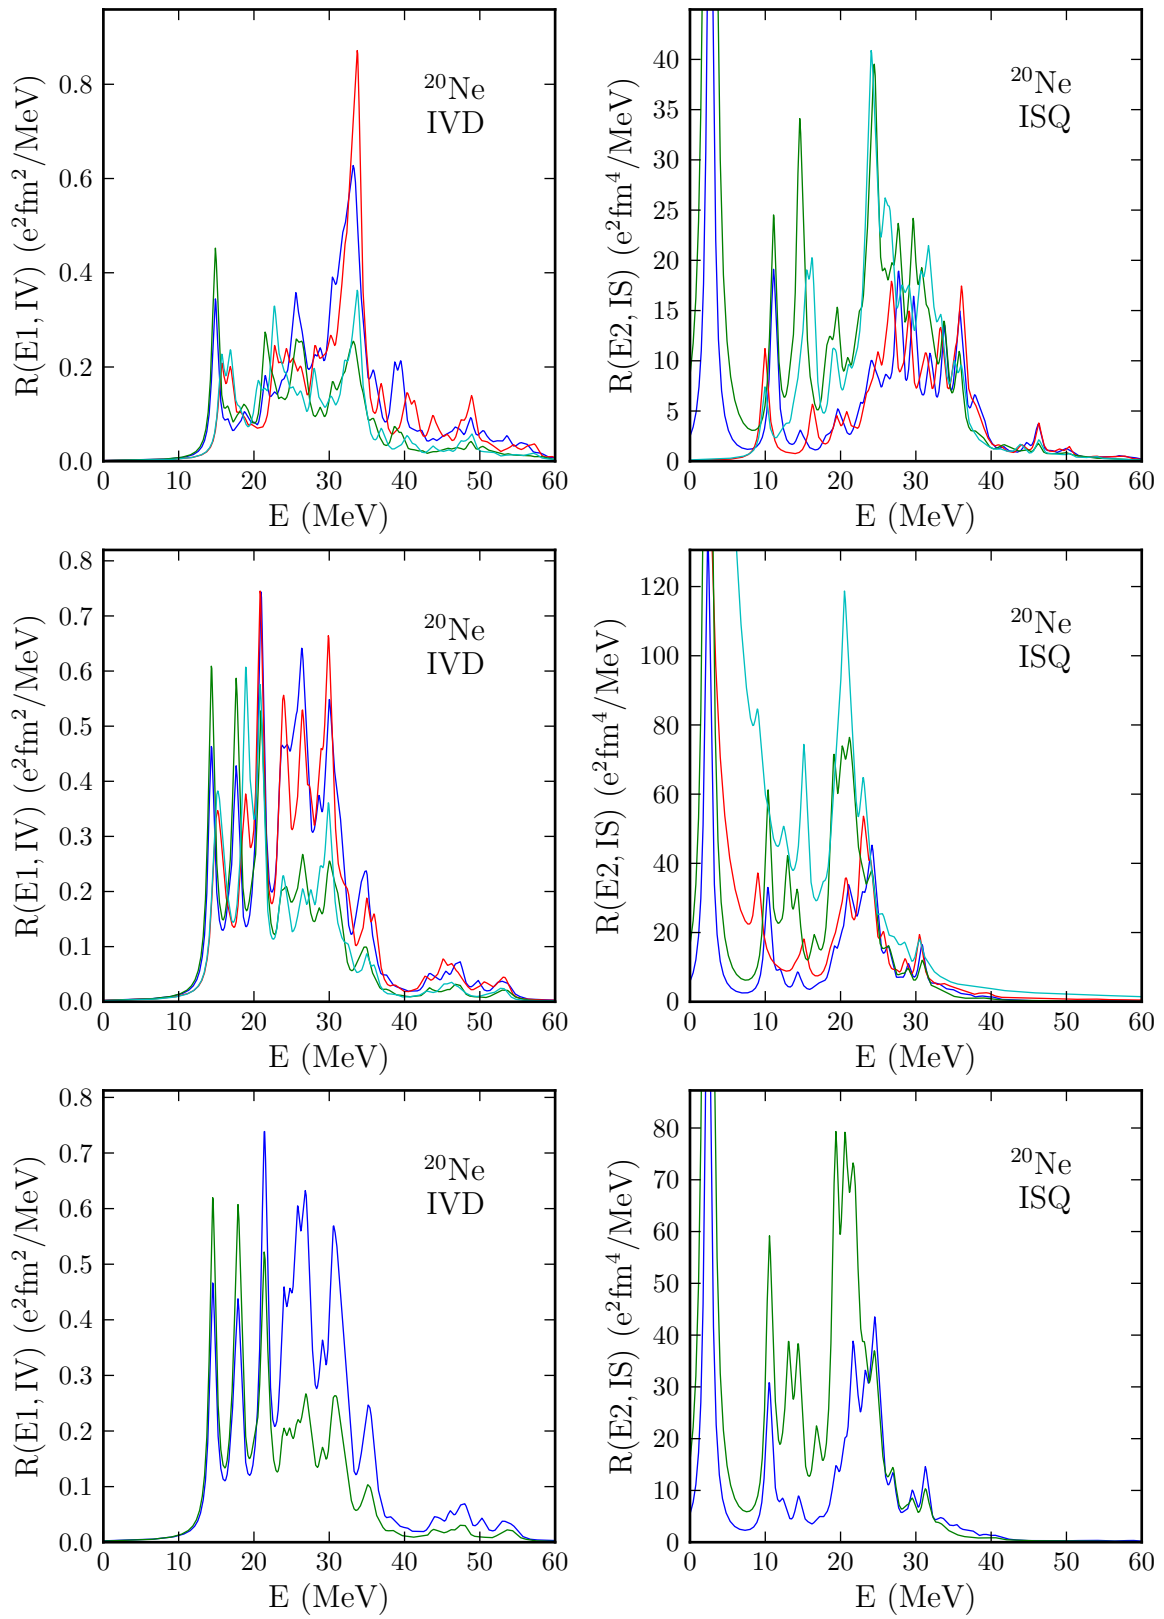 R(E1, IV) (e²fm²/MeV)
0.8
0.6
0.4
0.2
0.0
²⁰Ne
IVD
0 10 20 30 40 50 60
E (MeV)
R(E2, IS) (e²fm⁴/MeV)
40
35
30
25
20
15
10
5
0
²⁰Ne
ISQ
0 10 20 30 40 50 60
E (MeV)
R(E1, IV) (e²fm²/MeV)
0.8
0.7
0.6
0.5
0.4
0.3
0.2
0.1
0.0
²⁰Ne
IVD
0 10 20 30 40 50 60
E (MeV)
R(E2, IS) (e²fm⁴/MeV)
120
100
80
60
40
20
0
²⁰Ne
ISQ
0 10 20 30 40 50 60
E (MeV)
R(E1, IV) (e²fm²/MeV)
0.8
0.7
0.6
0.5
0.4
0.3
0.2
0.1
0.0
²⁰Ne
IVD
0 10 20 30 40 50 60
E (MeV)
R(E2, IS) (e²fm⁴/MeV)
80
70
60
50
40
30
20
10
0
²⁰Ne
ISQ
0 10 20 30 40 50 60
E (MeV)